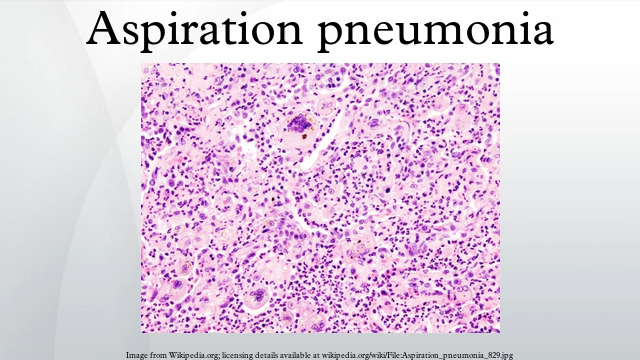 Aspiration pneumonia
Image from Wikipedia.org; licensing details available at wikipedia.org/wiki/File:Aspiration_pneumonia_829.jpg